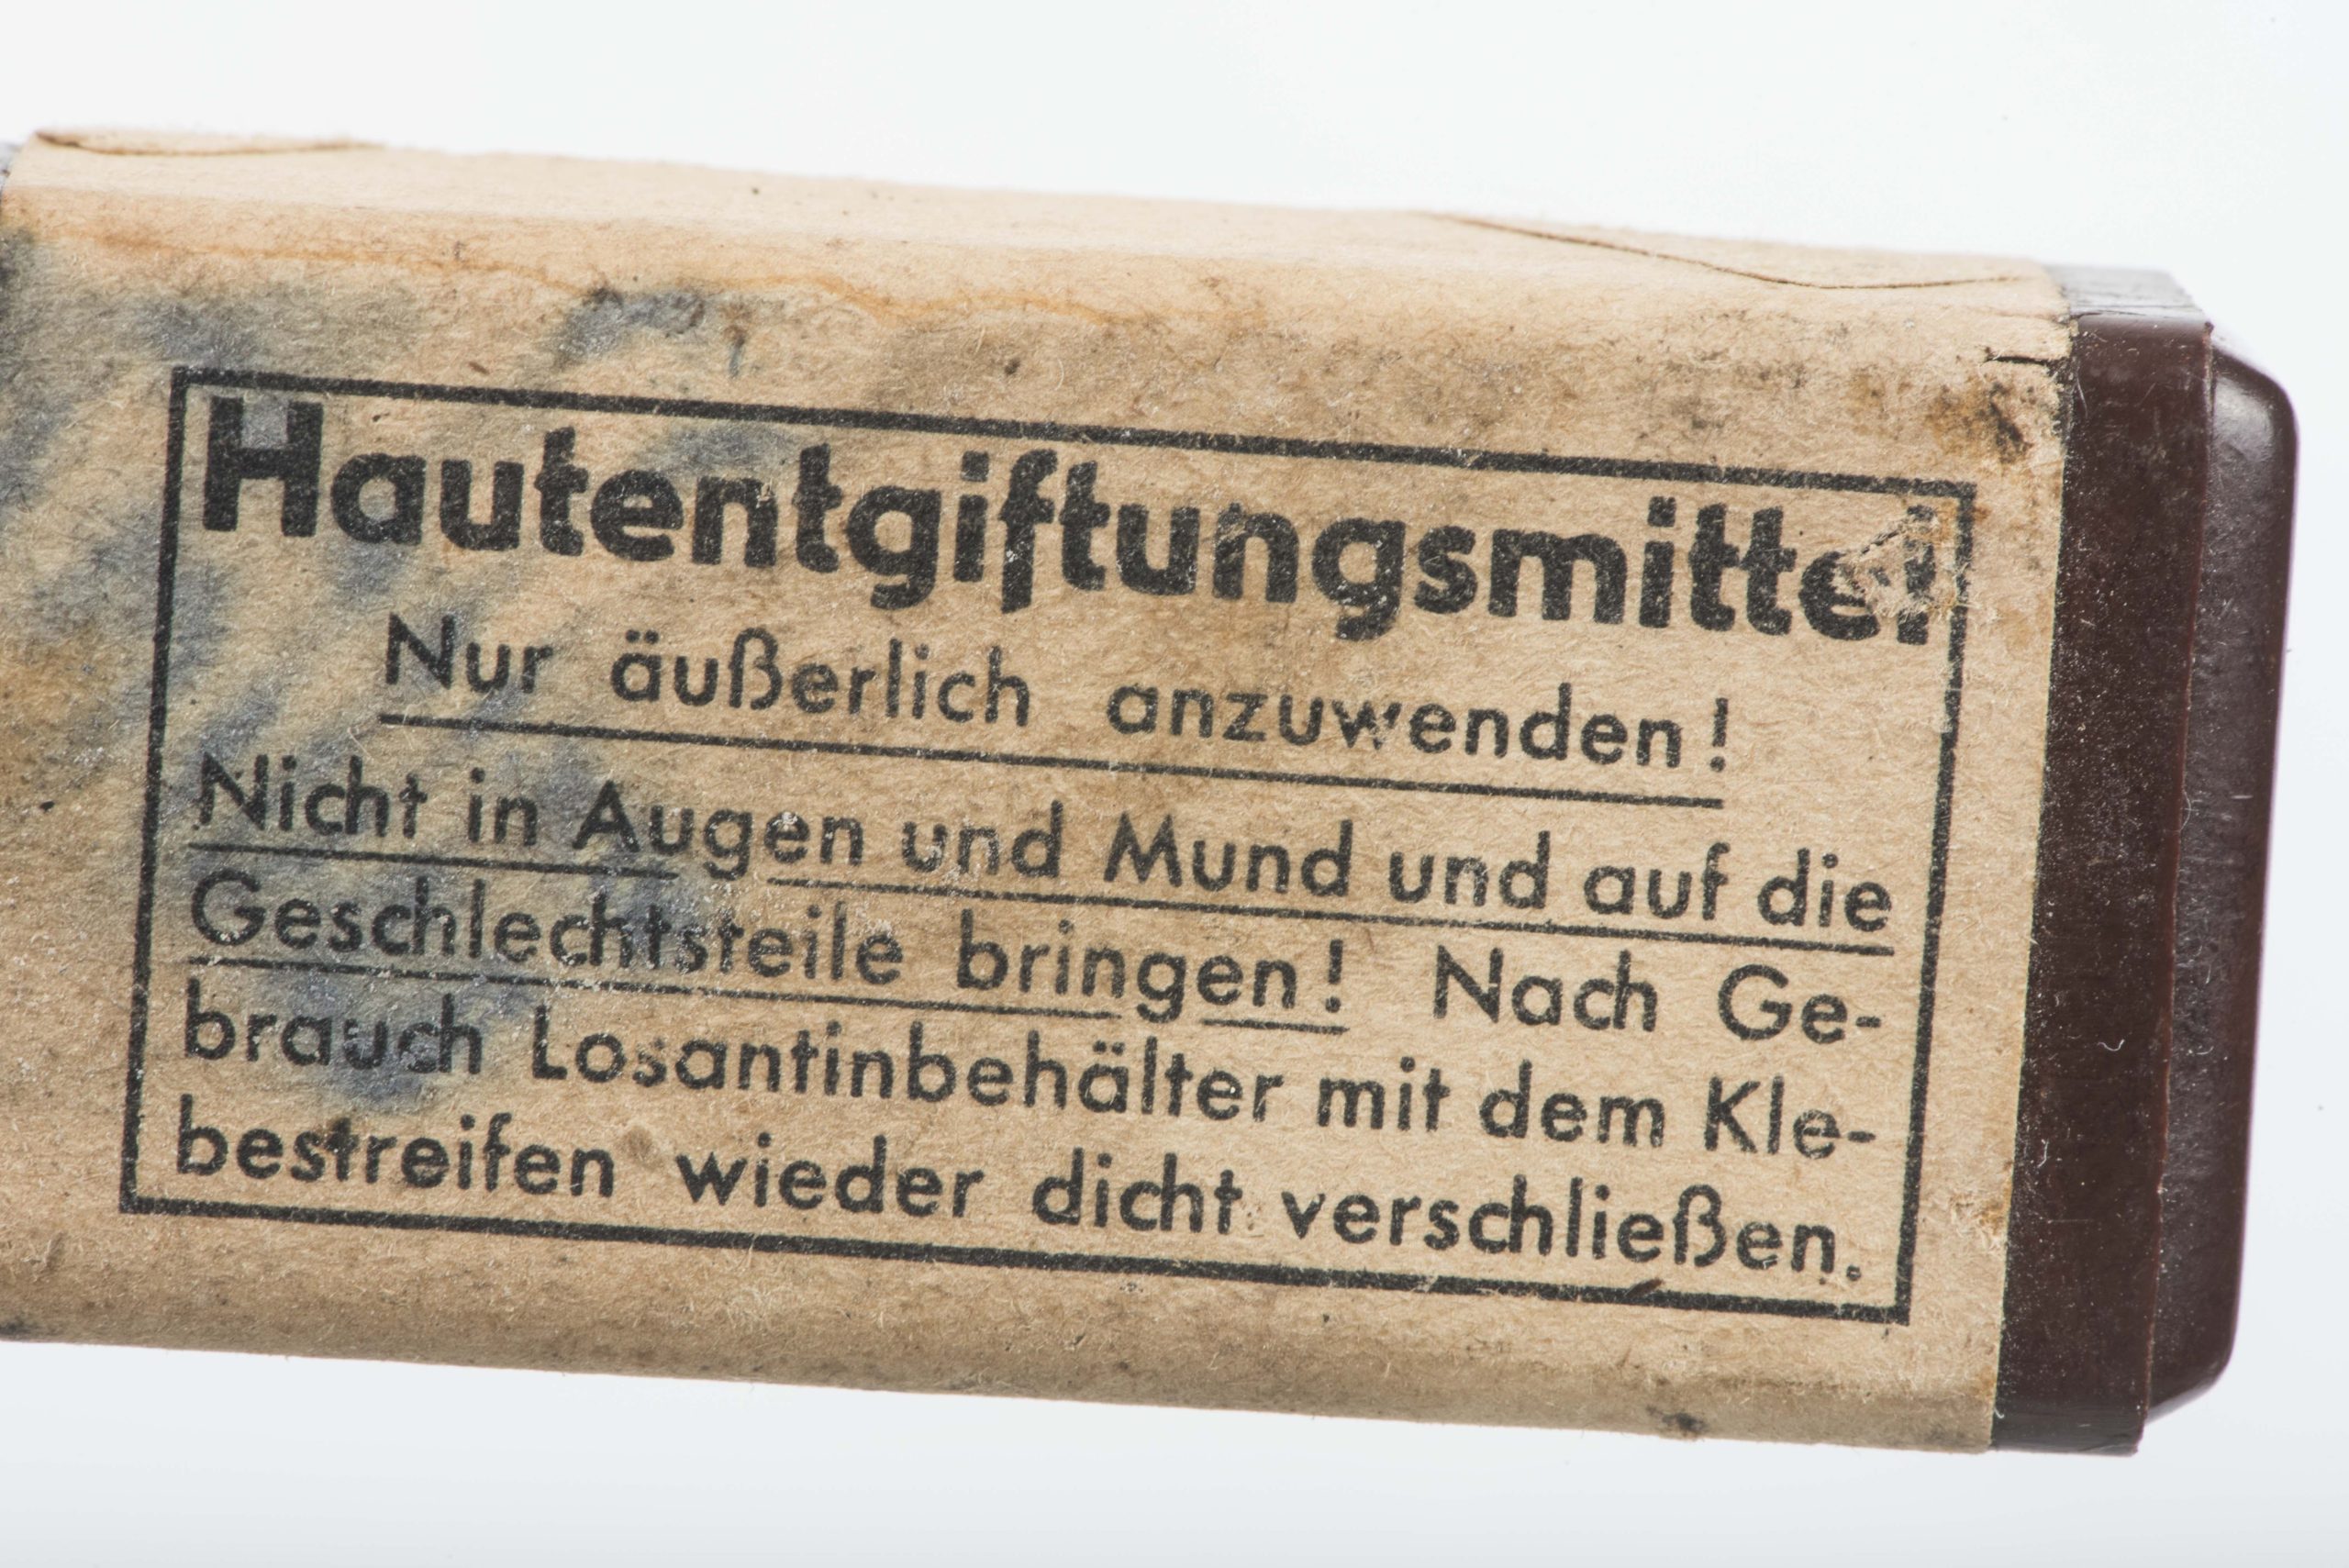 Hautentgiftungsmittel
Nur äußerlich anzuwenden!
Nicht in Augen und Mund und auf die
Geschlechtsteile bringen! Nach Ge-
brauch Losantinbehälter mit dem Kle-
bestreifen wieder dicht verschließen.